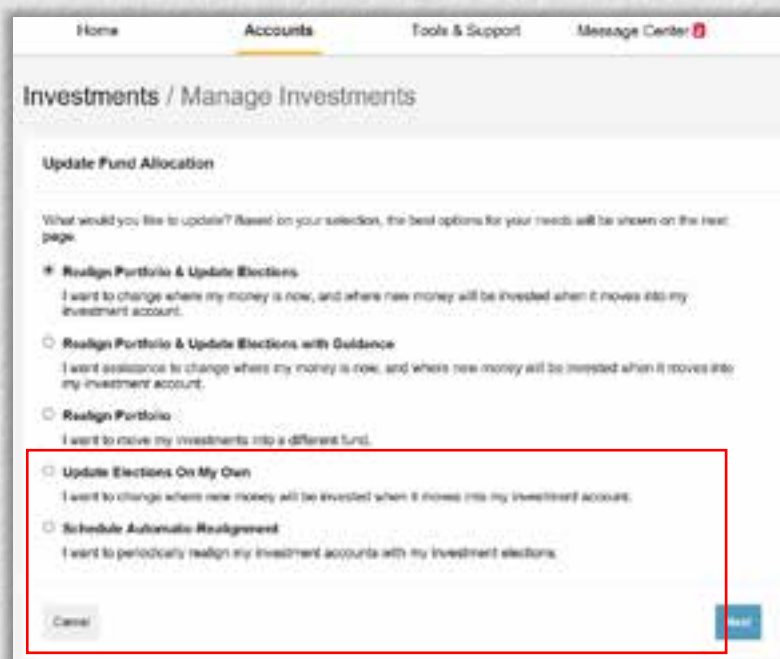 Home Accounts Tools & Support Message Center
Investments / Manage Investments
Update Fund Allocation
What would you like to update? Based on your selection, the best options for your needs will be shown on the next
page.
Realign Portfolio & Update Elections
I want to change where my money is now, and where new money will be invested when it moves into my
investment account.
Realign Portfolio & Update Elections with Guidance
I want assistance to change where my money is now, and where new money will be invested when it moves into
my investment account.
Realign Portfolio
I want to move my investments into a different fund.
Update Elections On My Own
I want to change where new money will be invested when it moves into my investment account.
Schedule Automatic Realignment
I want to periodically realign my investment accounts with my investment elections.
Cancel Next